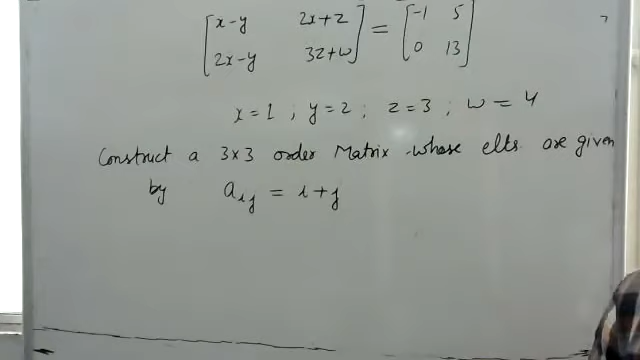 [x-y 2x+z] = [-1 5]
[2x-y 3z+w] [0 13]
x=1 ; y=2 ; z=3 ; w=4
Construct a 3x3 order Matrix whose elts are given
by a_ij = i+j